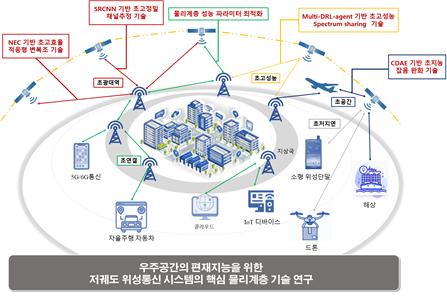 SRCNN 기반 초고정밀
채널추정 기술
물리계층 성능 파라미터 최적화
Multi-DRL-agent 기반 초고성능
Spectrum sharing 기술
NEC 기반 초고효율
적응형 변복조 기술
CDAE 기반 초지능
잡음 완화 기술
초광대역
초고성능
초공간
초저지연
초연결
지상국
5G/6G통신
소형 위성단말
해상
자율주행 자동차
클라우드
IoT 디바이스
드론
우주공간의 편재지능을 위한
저궤도 위성통신 시스템의 핵심 물리계층 기술 연구